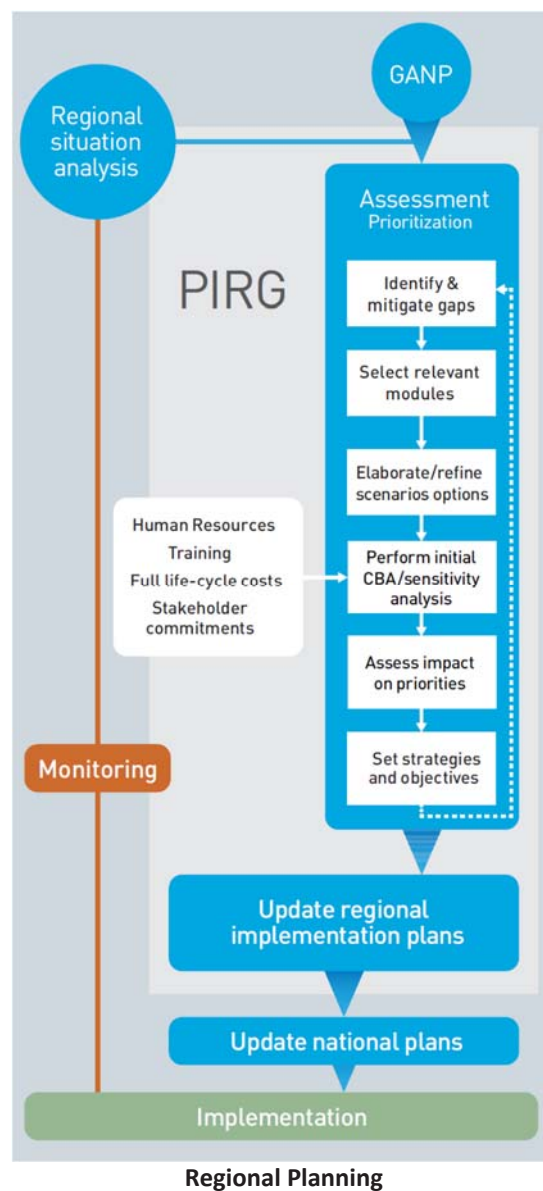 GANP
Regional
situation
analysis
Assessment
Prioritization
PIRG
Identify &
mitigate gaps
Select relevant
modules
Elaborate/refine
scenarios options
Human Resources
Training
Full life-cycle costs
Stakeholder
commitments
Perform initial
CBA/sensitivity
analysis
Assess impact
on priorities
Monitoring
Set strategies
and objectives
Update regional
implementation plans
Update national plans
Implementation
Regional Planning